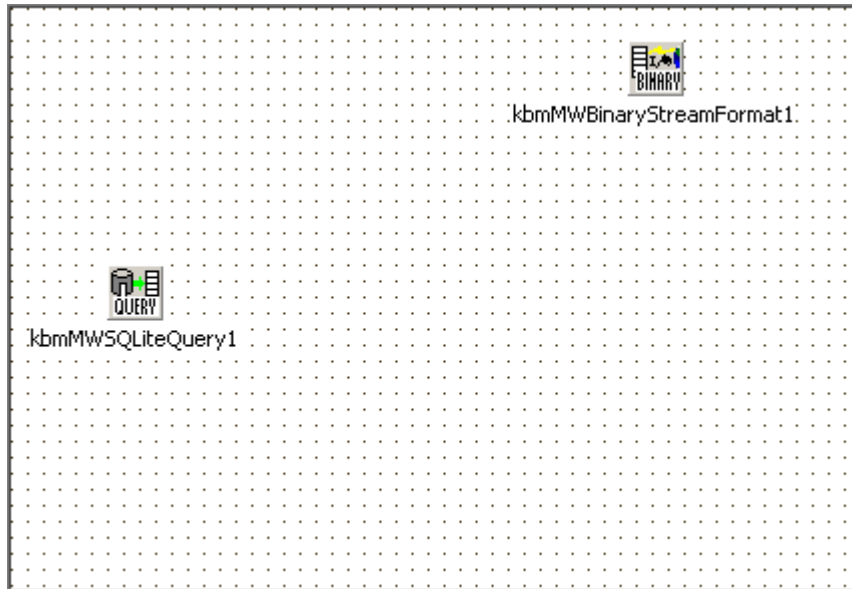 I/O
BINARY
kbmMWBinaryStreamFormat1
QUERY
kbmMWSQLiteQuery1